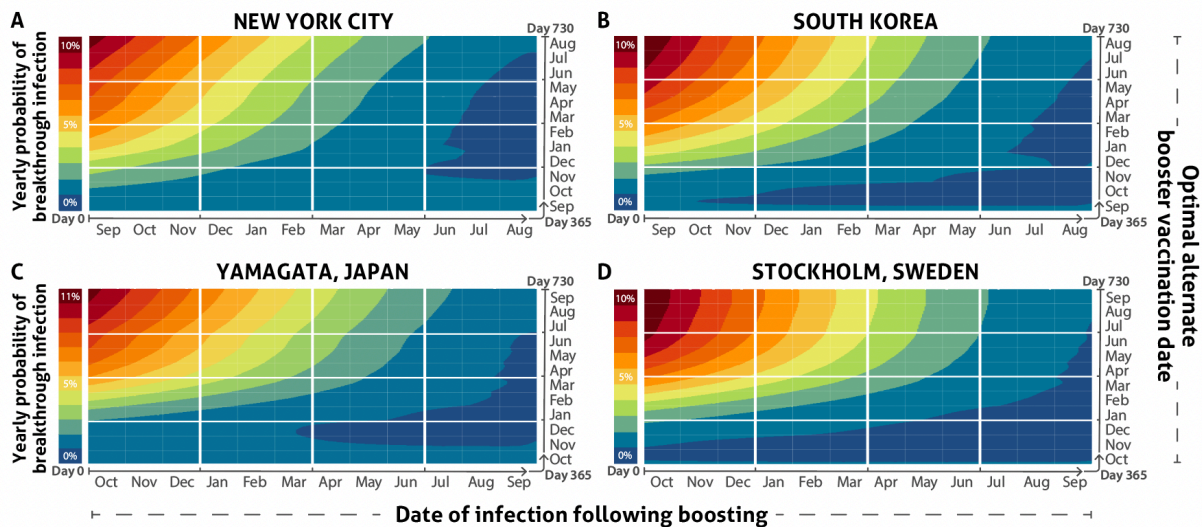 A
NEW YORK CITY
Day 730
Yearly probability of
breakthrough infection
10%
5%
0%
Aug
Jul
Jun
May
Apr
Mar
Feb
Jan
Dec
Nov
Oct
Sep
Day 0
Day 365
Sep Oct Nov Dec Jan Feb Mar Apr May Jun Jul Aug
B
SOUTH KOREA
Day 730
10%
5%
0%
Aug
Jul
Jun
May
Apr
Mar
Feb
Jan
Dec
Nov
Oct
Sep
Day 0
Day 365
Sep Oct Nov Dec Jan Feb Mar Apr May Jun Jul Aug
C
YAMAGATA, JAPAN
Day 730
Yearly probability of
breakthrough infection
11%
5%
0%
Sep
Aug
Jul
Jun
May
Apr
Mar
Feb
Jan
Dec
Nov
Oct
Day 0
Day 365
Oct Nov Dec Jan Feb Mar Apr May Jun Jul Aug Sep
D
STOCKHOLM, SWEDEN
Day 730
10%
5%
0%
Sep
Aug
Jul
Jun
May
Apr
Mar
Feb
Jan
Dec
Nov
Oct
Day 0
Day 365
Oct Nov Dec Jan Feb Mar Apr May Jun Jul Aug Sep
Optimal alternate
booster vaccination date
Date of infection following boosting